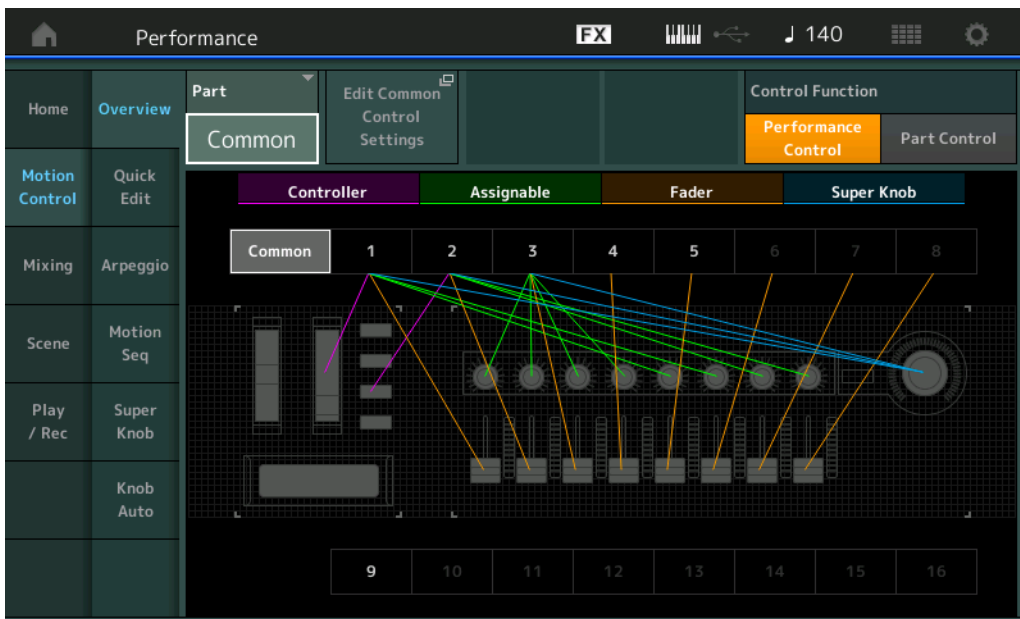 Performance
FX
140
Home
Overview
Part
Common
Edit Common
Control
Settings
Control Function
Performance
Control
Part Control
Motion
Control
Quick
Edit
Controller
Assignable
Fader
Super Knob
Mixing
Arpeggio
Common
1
2
3
4
5
6
7
8
Scene
Motion
Seq
Play
/ Rec
Super
Knob
Knob
Auto
9
10
11
12
13
14
15
16